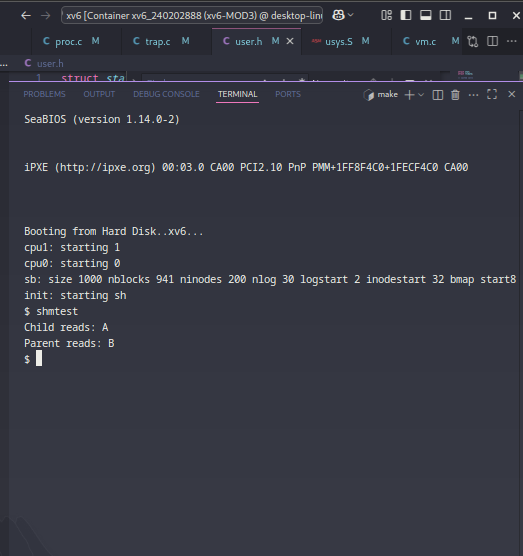 xv6 [Container xv6_240202888 (xv6-MOD3) @ desktop-lin
C proc.c M C trap.c M C user.h M × usys.S M C vm.c M
... C user.h
1 struct sta
PROBLEMS OUTPUT DEBUG CONSOLE TERMINAL PORTS make
SeaBIOS (version 1.14.0-2)
iPXE (http://ipxe.org) 00:03.0 CA00 PCI2.10 PnP PMM+1FF8F4C0+1FECF4C0 CA00
Booting from Hard Disk..xv6...
cpu1: starting 1
cpu0: starting 0
sb: size 1000 nblocks 941 ninodes 200 nlog 30 logstart 2 inodestart 32 bmap start8
init: starting sh
$ shmtest
Child reads: A
Parent reads: B
$